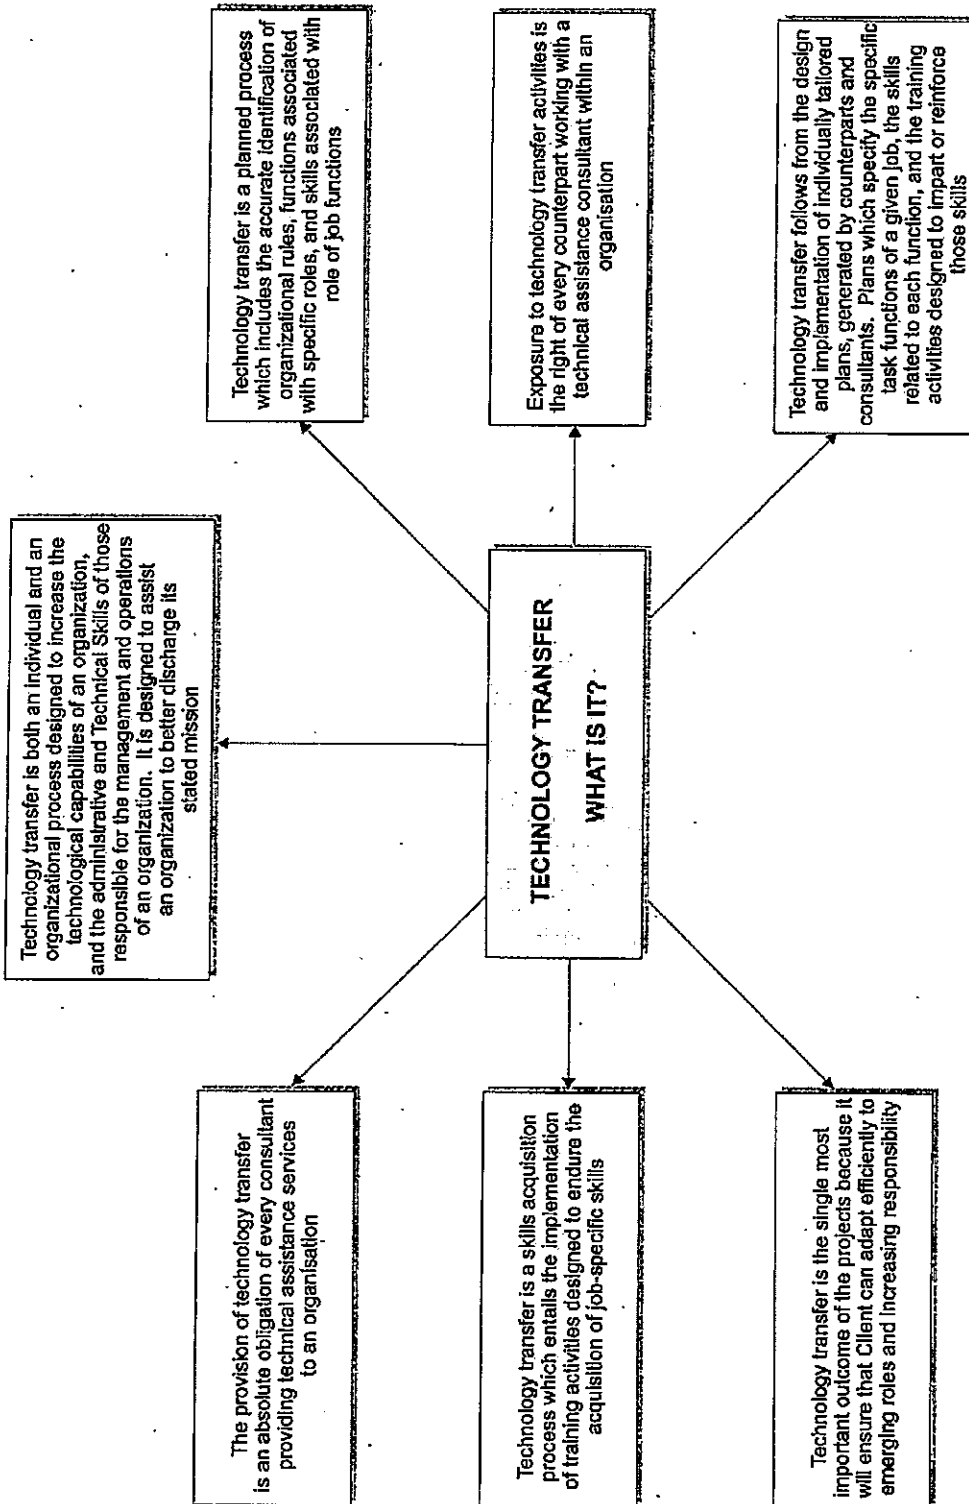 Technology transfer is both an individual and an
organizational process designed to increase the
technological capabilities of an organization,
and the administrative and Technical Skills of those
responsible for the management and operations
of an organization. It is designed to assist
an organization to better discharge its
stated mission
The provision of technology transfer
is an absolute obligation of every consultant
providing technical assistance services
to an organisation
Technology transfer is a planned process
which includes the accurate identification of
organizational rules, functions associated
with specific roles, and skills associated with
role of job functions
Technology transfer is a skills acquisition
process which entails the implementation
of training activities designed to endure the
acquisition of job-specific skills
TECHNOLOGY TRANSFER
WHAT IS IT?
Exposure to technology transfer activities is
the right of every counterpart working with a
technical assistance consultant within an
organisation
Technology transfer is the single most
important outcome of the projects because it
will ensure that Client can adapt efficiently to
emerging roles and increasing responsibility
Technology transfer follows from the design
and implementation of individually tailored
plans, generated by counterparts and
consultants. Plans which specify the specific
task functions of a given job, the skills
related to each function, and the training
activities designed to impart or reinforce
those skills